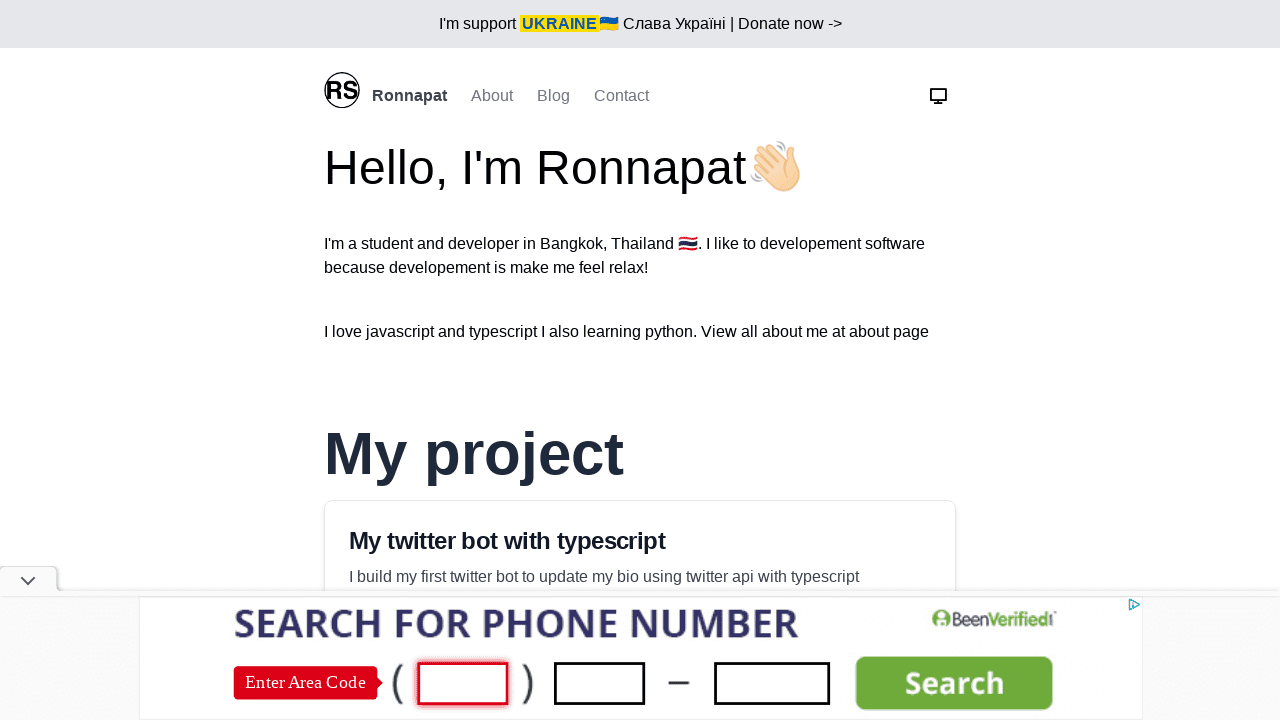 I'm support UKRAINE🇺🇦 Слава Україні | Donate now ->
RS Ronnapat About Blog Contact
Hello, I'm Ronnapat👋🏻
I'm a student and developer in Bangkok, Thailand 🇹🇭. I like to developement software
because developement is make me feel relax!
I love javascript and typescript I also learning python. View all about me at about page
My project
My twitter bot with typescript
I build my first twitter bot to update my bio using twitter api with typescript
SEARCH FOR PHONE NUMBER
BeenVerified!
Enter Area Code ( ) –
Search